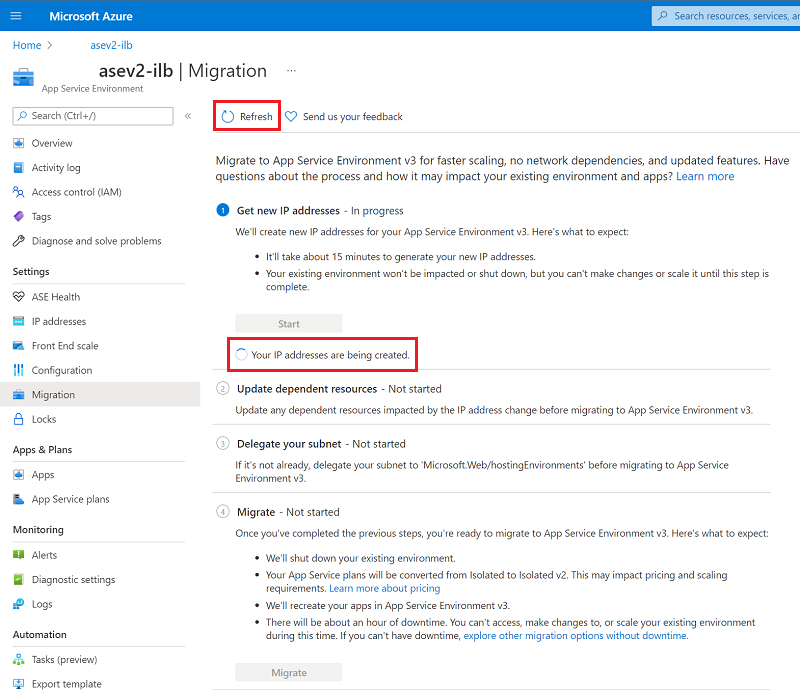 Microsoft Azure
Search resources, services, a
Home
asev2-ilb
asev2-ilb | Migration ...
App Service Environment
Search (Ctrl+/)
«
Overview
Activity log
Access control (IAM)
Tags
Diagnose and solve problems
Settings
ASE Health
IP addresses
Front End scale
Configuration
Migration
Locks
Apps & Plans
Apps
App Service plans
Monitoring
Alerts
Diagnostic settings
Logs
Automation
Tasks (preview)
Export template
Refresh
Send us your feedback
Migrate to App Service Environment v3 for faster scaling, no network dependencies, and updated features. Have
questions about the process and how it may impact your existing environment and apps? Learn more
1 Get new IP addresses - In progress
We'll create new IP addresses for your App Service Environment v3. Here's what to expect:
• It'll take about 15 minutes to generate your new IP addresses.
• Your existing environment won't be impacted or shut down, but you can't make changes or scale it until this step is
complete.
Start
Your IP addresses are being created.
2 Update dependent resources - Not started
Update any dependent resources impacted by the IP address change before migrating to App Service Environment v3.
3 Delegate your subnet - Not started
If it's not already, delegate your subnet to 'Microsoft.Web/hostingEnvironments' before migrating to App Service
Environment v3.
4 Migrate - Not started
Once you've completed the previous steps, you're ready to migrate to App Service Environment v3. Here's what to expect:
• We'll shut down your existing environment.
• Your App Service plans will be converted from Isolated to Isolated v2. This may impact pricing and scaling
requirements. Learn more about pricing
• We'll recreate your apps in App Service Environment v3.
• There will be about an hour of downtime. You can't access, make changes to, or scale your existing environment
during this time. If you can't have downtime, explore other migration options without downtime.
Migrate